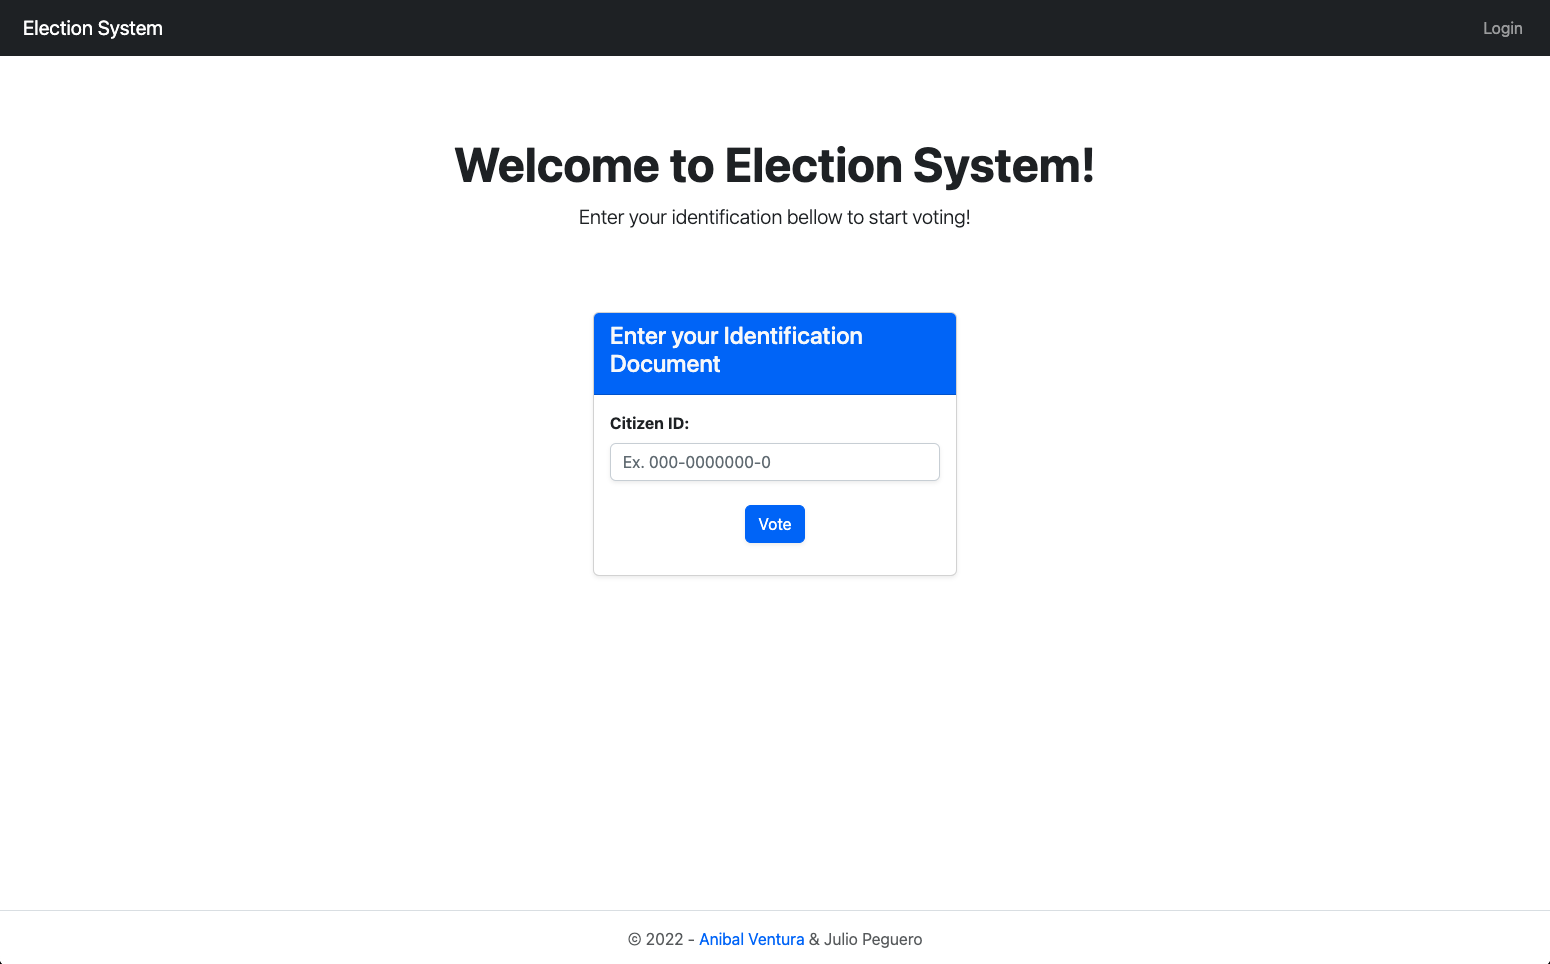 Election System
Login
Welcome to Election System!
Enter your identification bellow to start voting!
Enter your Identification
Document
Citizen ID:
Ex. 000-0000000-0
Vote
© 2022 - Anibal Ventura & Julio Peguero